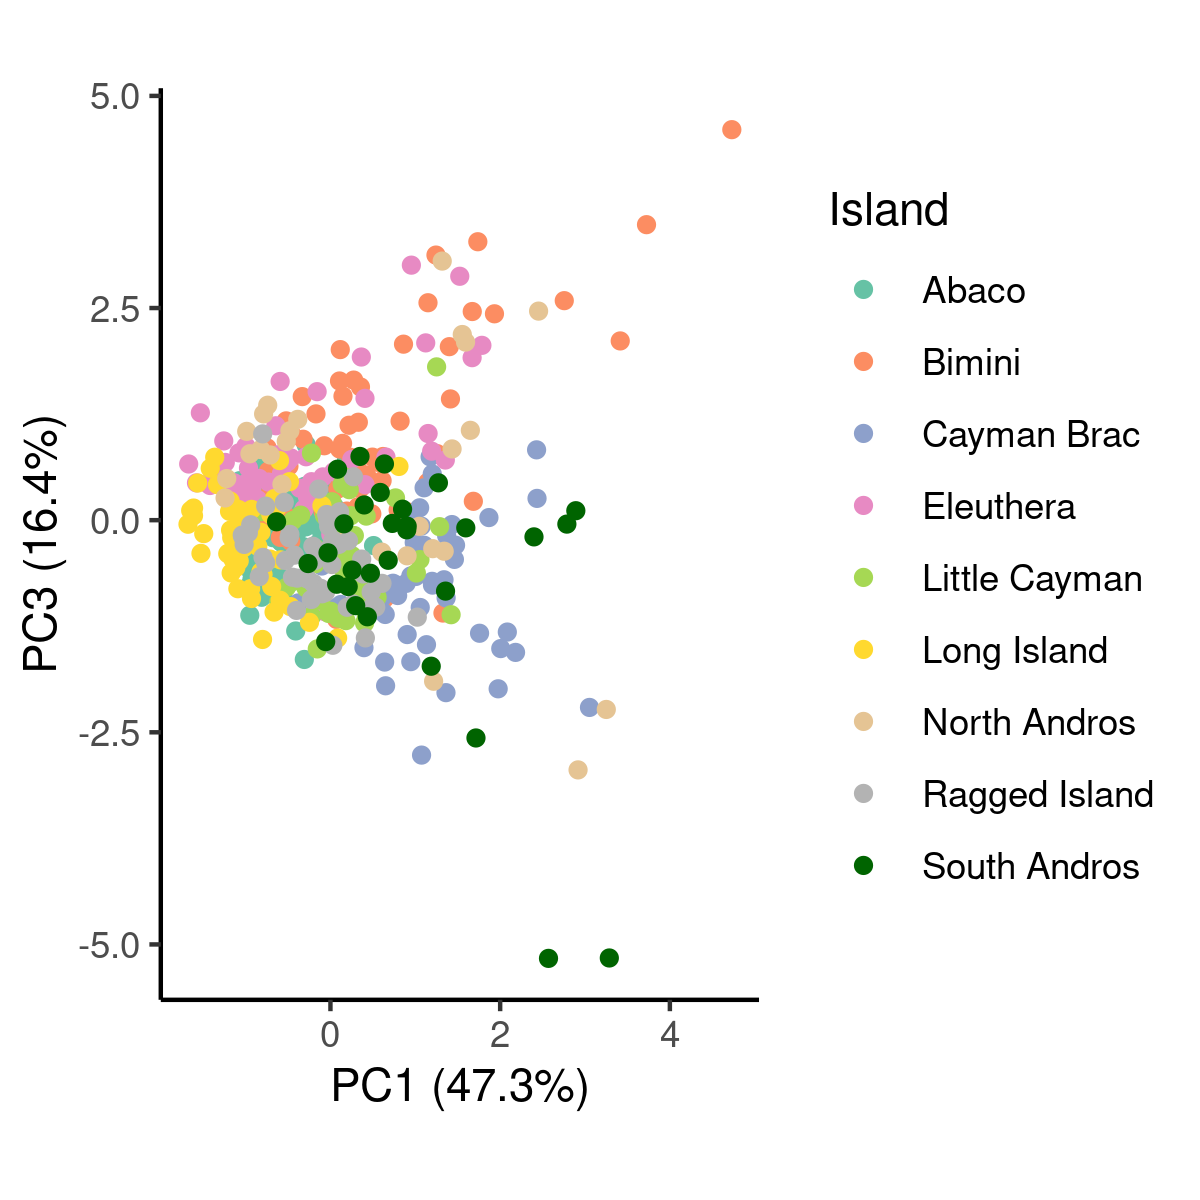 5.0
2.5
0.0
-2.5
-5.0
PC3 (16.4%)
0 2 4
PC1 (47.3%)
Island
Abaco
Bimini
Cayman Brac
Eleuthera
Little Cayman
Long Island
North Andros
Ragged Island
South Andros